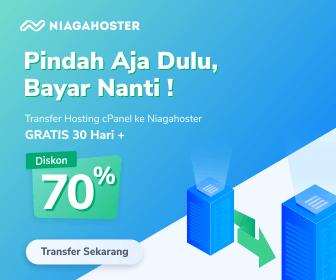 NIAGAHOSTER
Pindah Aja Dulu,
Bayar Nanti !
Transfer Hosting cPanel ke Niagahoster
GRATIS 30 Hari +
Diskon
70%
Transfer Sekarang